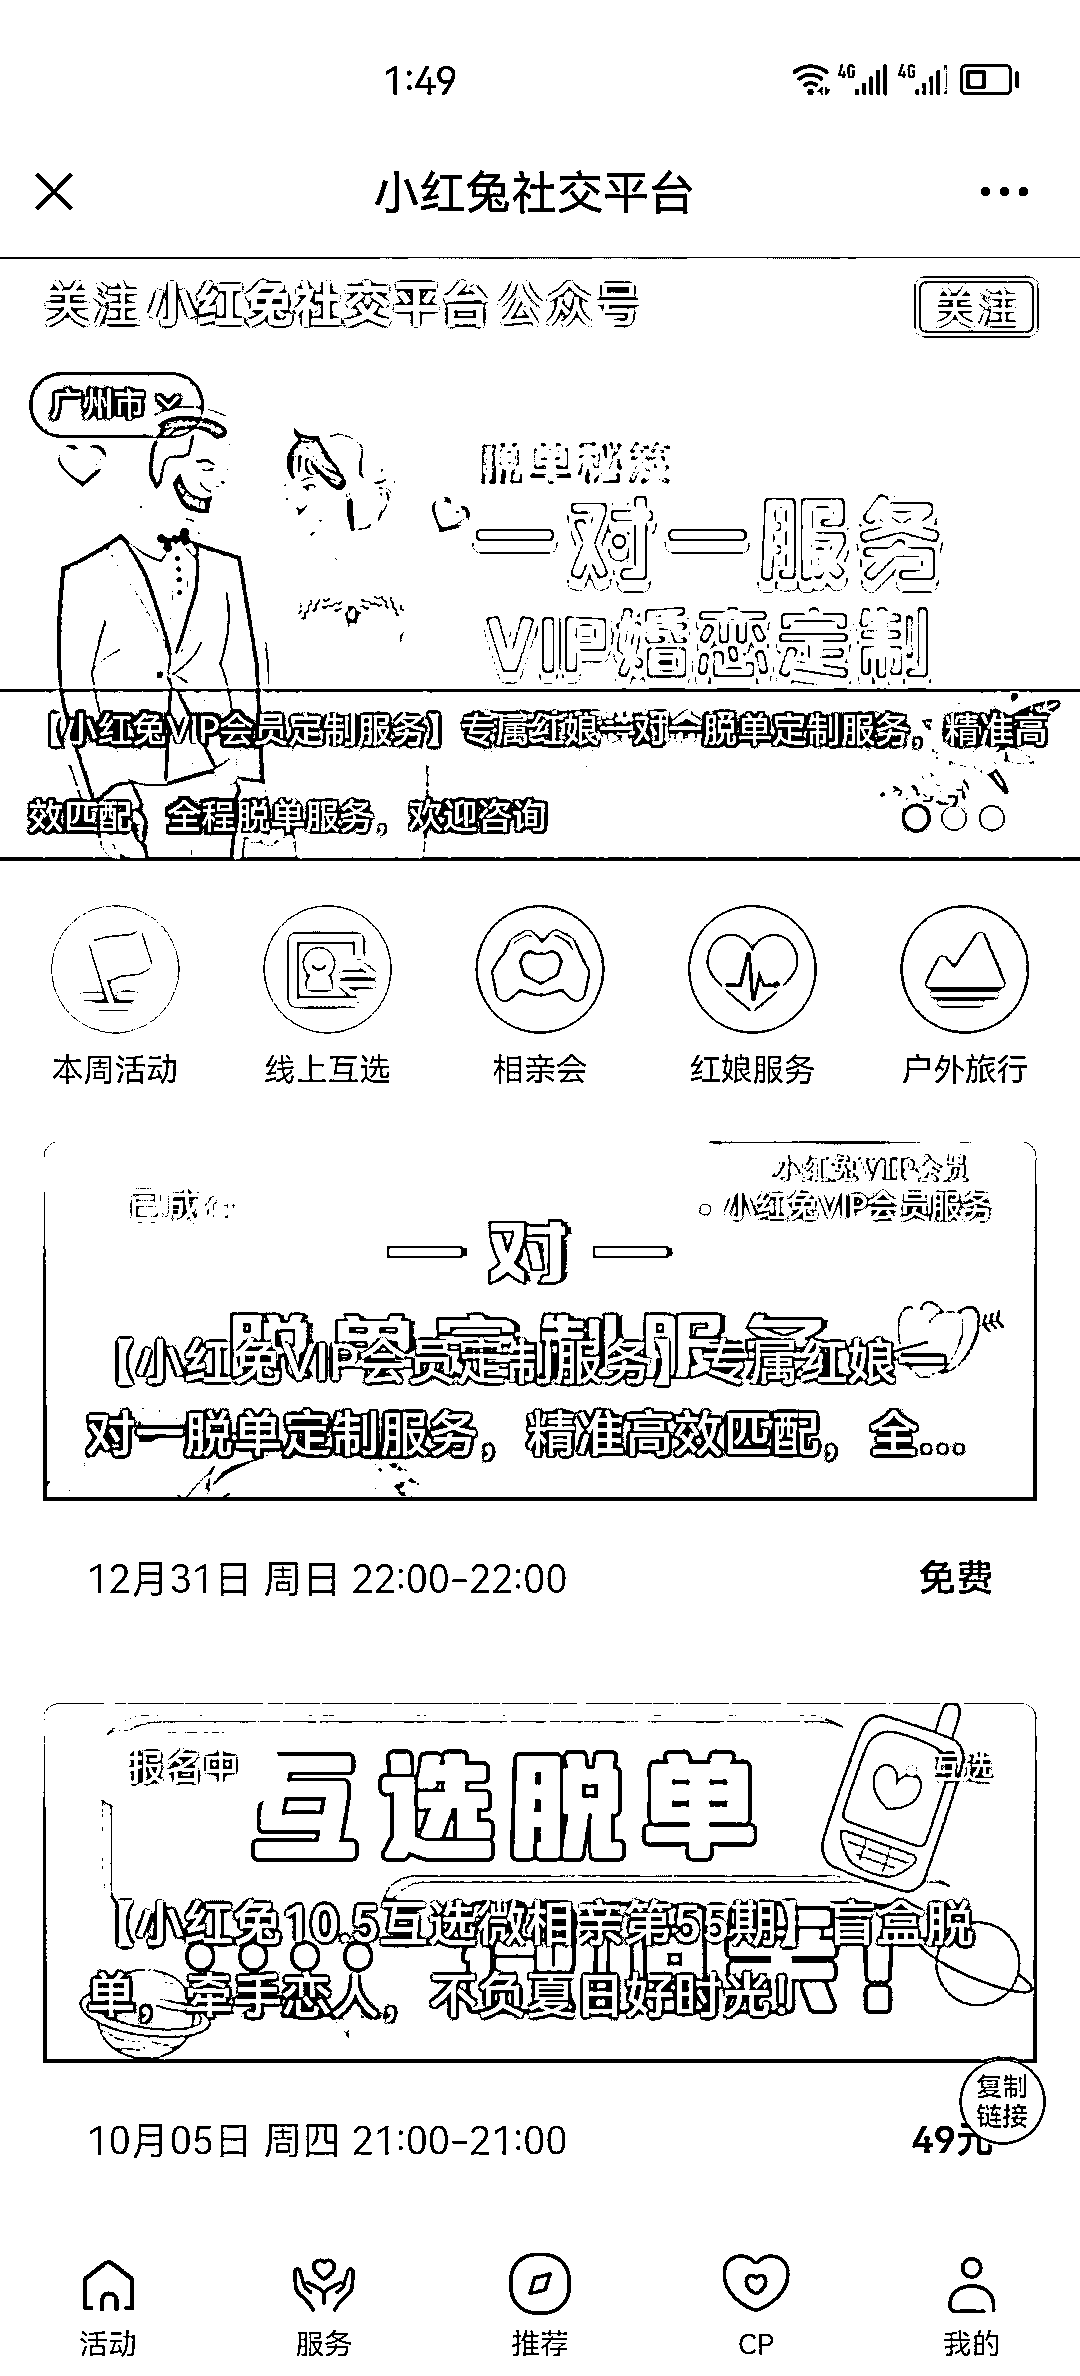 1:49
4G 4G
小红兔社交平台
关注 小红兔社交平台 公众号
关注
广州市
脱单秘笈
一对一服务
VIP婚恋定制
【小红兔VIP会员定制服务】专属红娘一对一脱单定制服务，精准高
效匹配，全程脱单服务，欢迎咨询
本周活动 线上互选 相亲会 红娘服务 户外旅行
小红兔VIP会员
小红兔VIP会员服务
一对一
脱单定制服务
【小红兔VIP会员定制服务】专属红娘一
对一脱单定制服务，精准高效匹配，全...
12月31日 周日 22:00-22:00 免费
报名中
互选
互选脱单
【小红兔10.5互选微相亲第55期】盲盒脱
单，牵手恋人，不负夏日好时光！
复制
链接
10月05日 周四 21:00-21:00 49元
活动 服务 推荐 CP 我的